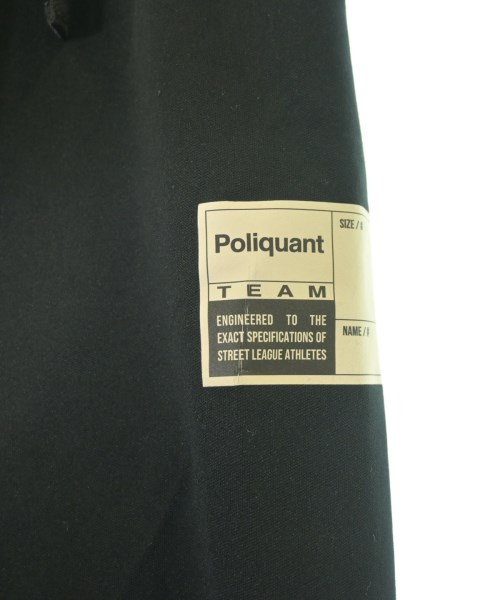 Poliquant
TEAM
ENGINEERED TO THE
EXACT SPECIFICATIONS OF
STREET LEAGUE ATHLETES
SIZE /
NAME /